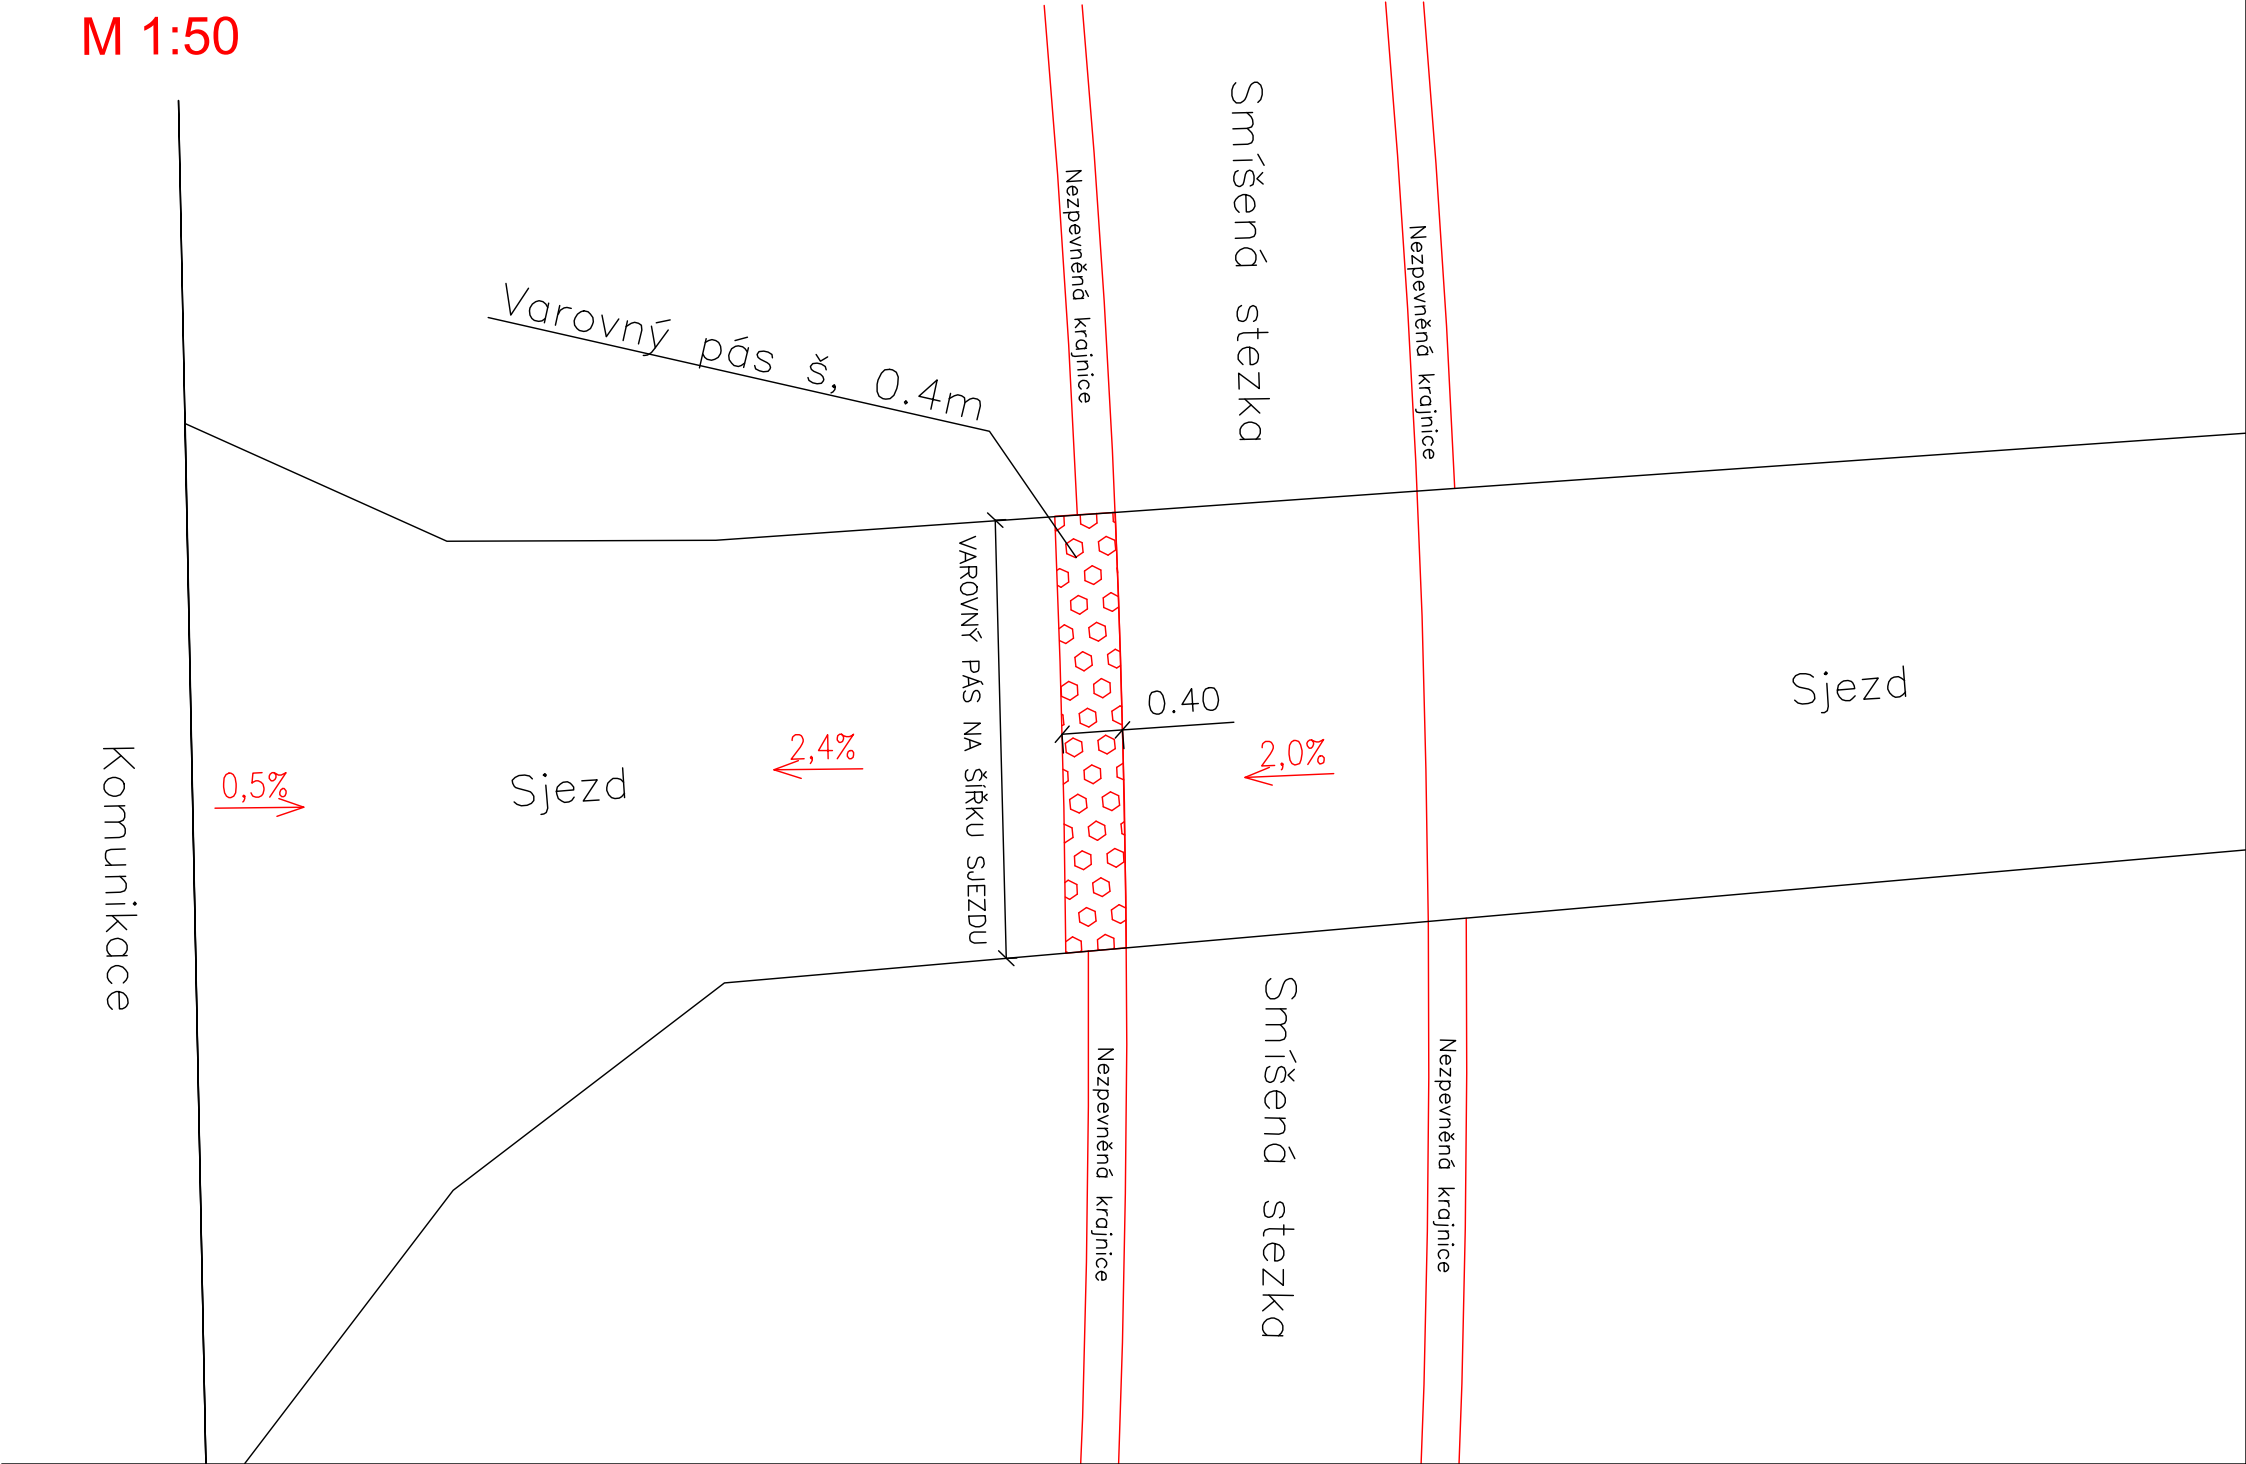 M 1:50
Smíšená stezka
Nezpevněná krajnice
Nezpevněná krajnice
Varovný pás š, 0.4m
VAROVNÝ PÁS NA ŠÍŘKU SJEZDU
0.40
Sjezd
2,4%
2,0%
0,5%
Sjezd
Komunikace
Smíšená stezka
Nezpevněná krajnice
Nezpevněná krajnice